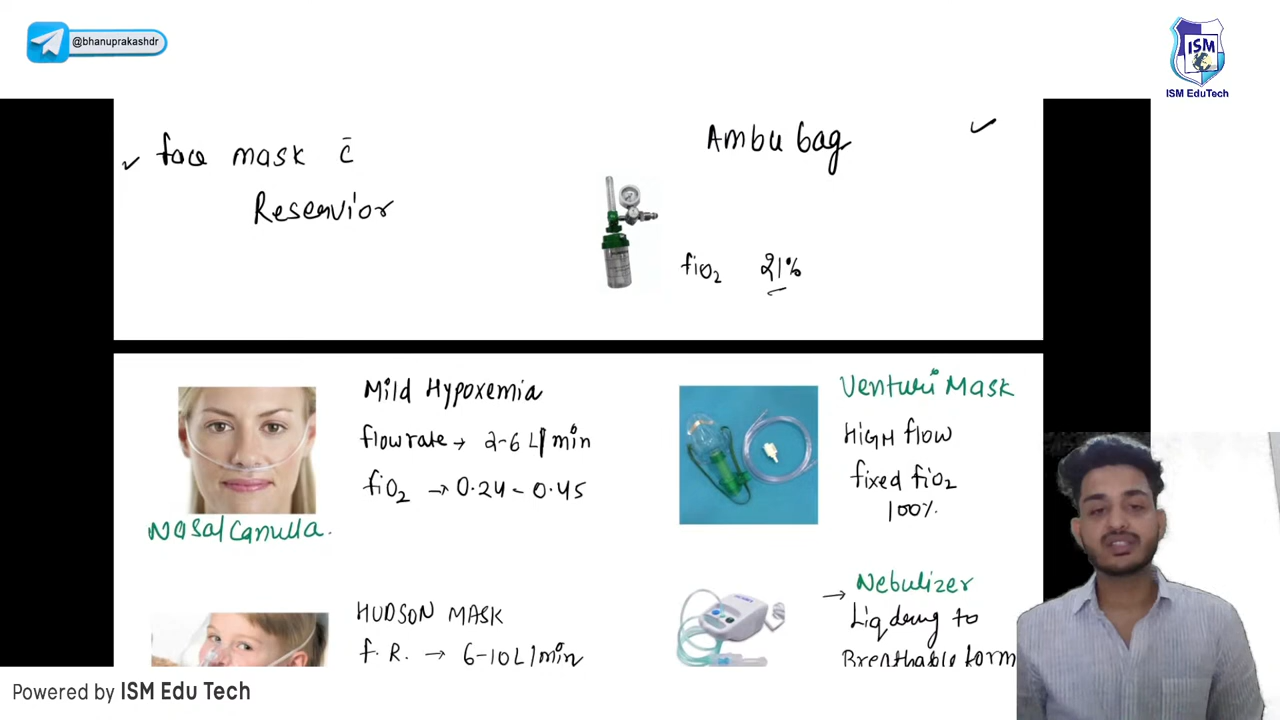 @bhanuprakashdr
ISM
ISM EduTech
face mask c̄
Reservior
Ambu bag
fiO₂ 21%
Mild Hypoxemia
flow rate → 2-6 L/min
fiO₂ → 0.24 - 0.45
Nasal Canulla.
Venturi Mask
HIGH flow
fixed fiO₂
100%
HUDSON MASK
f. R. → 6-10 L/min
→ Nebulizer
Liq drug to
Breathable form
Powered by ISM Edu Tech